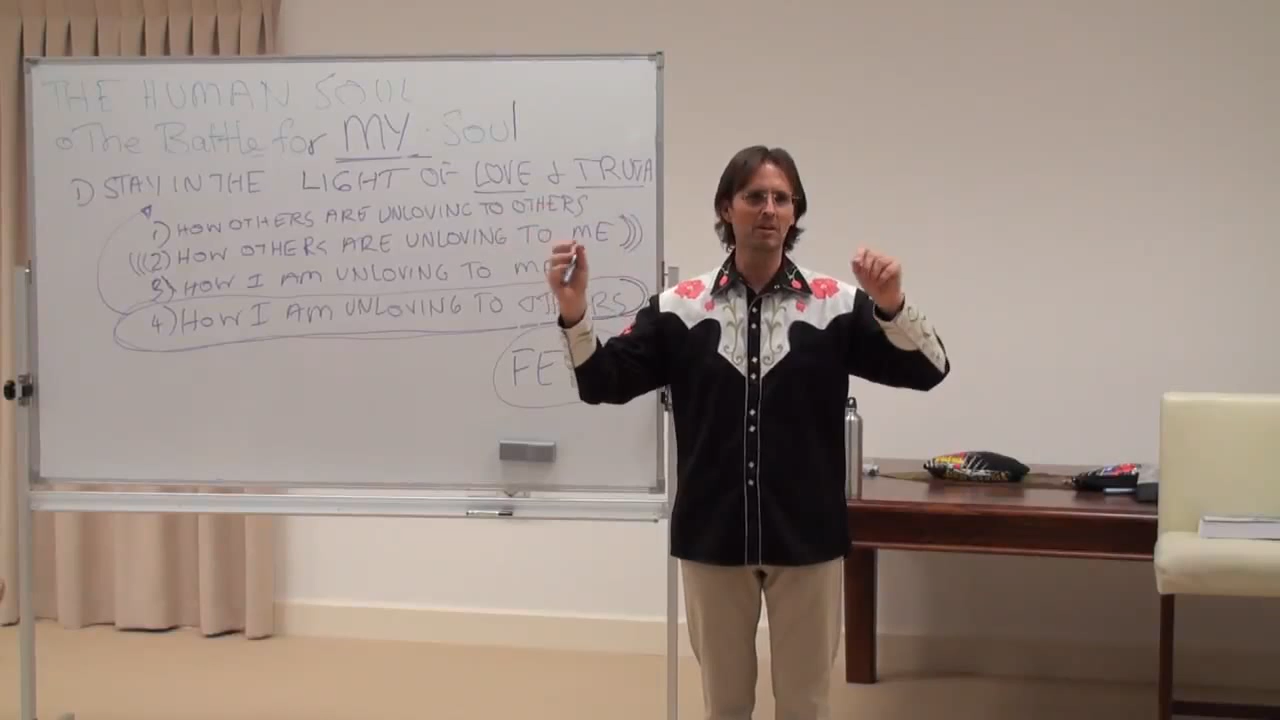 THE HUMAN SOUL
The Battle for MY Soul
1) STAY IN THE LIGHT OF LOVE & TRUTH
1) HOW OTHERS ARE UNLOVING TO OTHERS
(((2) HOW OTHERS ARE UNLOVING TO ME)))
3) HOW I AM UNLOVING TO ME
4) HOW I AM UNLOVING TO OTHERS